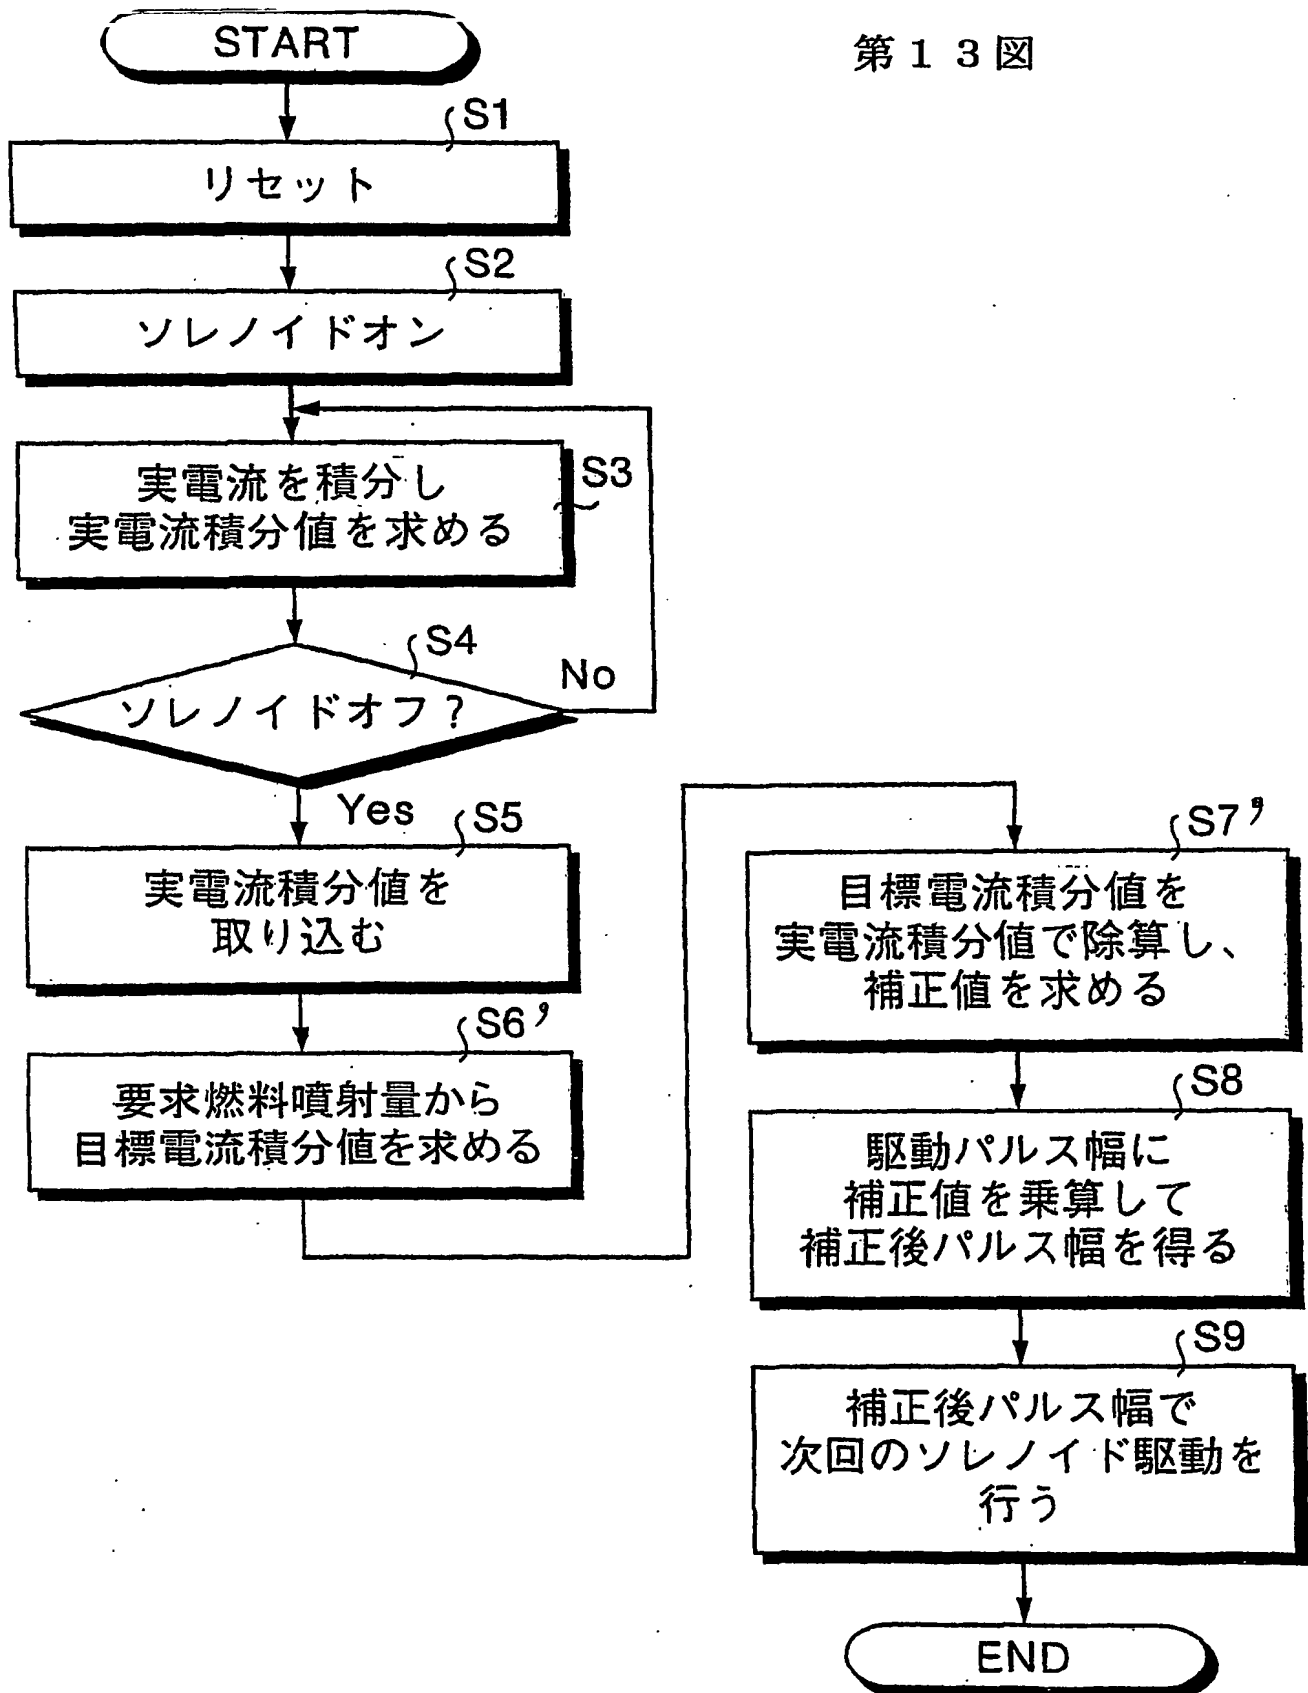 第１３図
START
S1
リセット
S2
ソレノイドオン
S3
実電流を積分し
実電流積分値を求める
S4
ソレノイドオフ？
No
Yes
S5
実電流積分値を
取り込む
S6'
要求燃料噴射量から
目標電流積分値を求める
S7'
目標電流積分値を
実電流積分値で除算し、
補正値を求める
S8
駆動パルス幅に
補正値を乗算して
補正後パルス幅を得る
S9
補正後パルス幅で
次回のソレノイド駆動を
行う
END